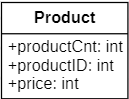 Product
+productCnt: int
+productID: int
+price: int